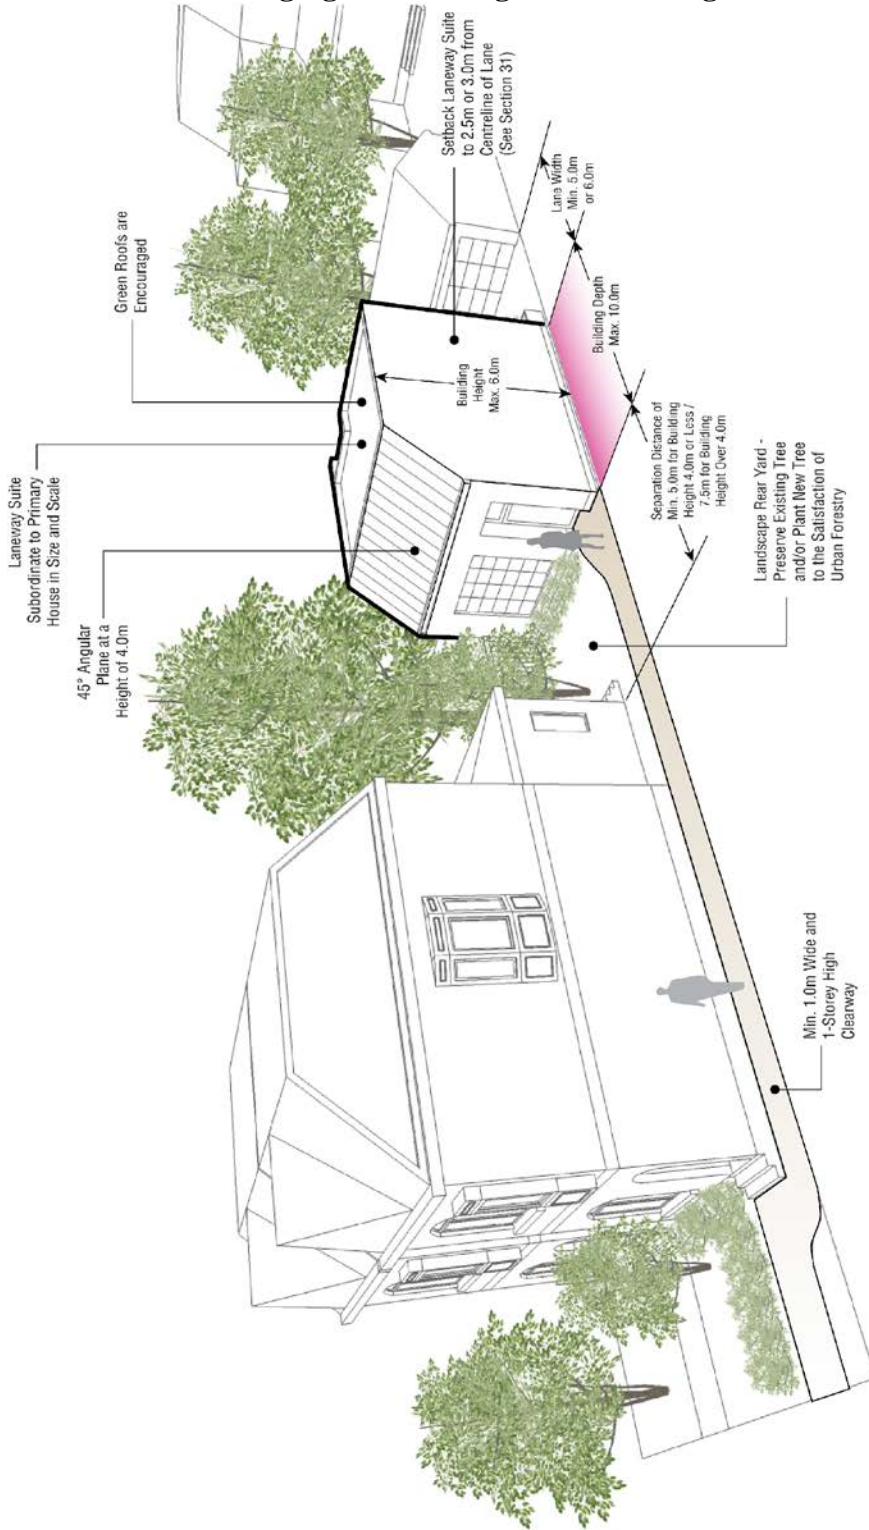 Laneway Suite
Subordinate to Primary
House in Size and Scale
Green Roofs are
Encouraged
45° Angular
Plane at a
Height of 4.0m
Setback Laneway Suite
to 2.5m or 3.0m from
Centreline of Lane
(See Section 31)
Building
Height
Max. 6.0m
Lane Width
Min. 5.0m
or 6.0m
Building Depth
Max. 10.0m
Separation Distance of
Min. 5.0m for Building
Height 4.0m or Less /
7.5m for Building
Height Over 4.0m
Landscape Rear Yard -
Preserve Existing Tree
and/or Plant New Tree
to the Satisfaction of
Urban Forestry
Min. 1.0m Wide and
1-Storey High
Clearway